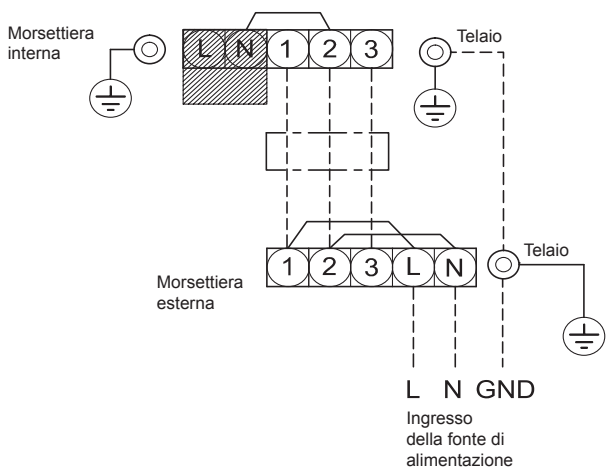 Morsettiera
interna
L N 1 2 3
Telaio
1 2 3 L N
Telaio
Morsettiera
esterna
L N GND
Ingresso
della fonte di
alimentazione